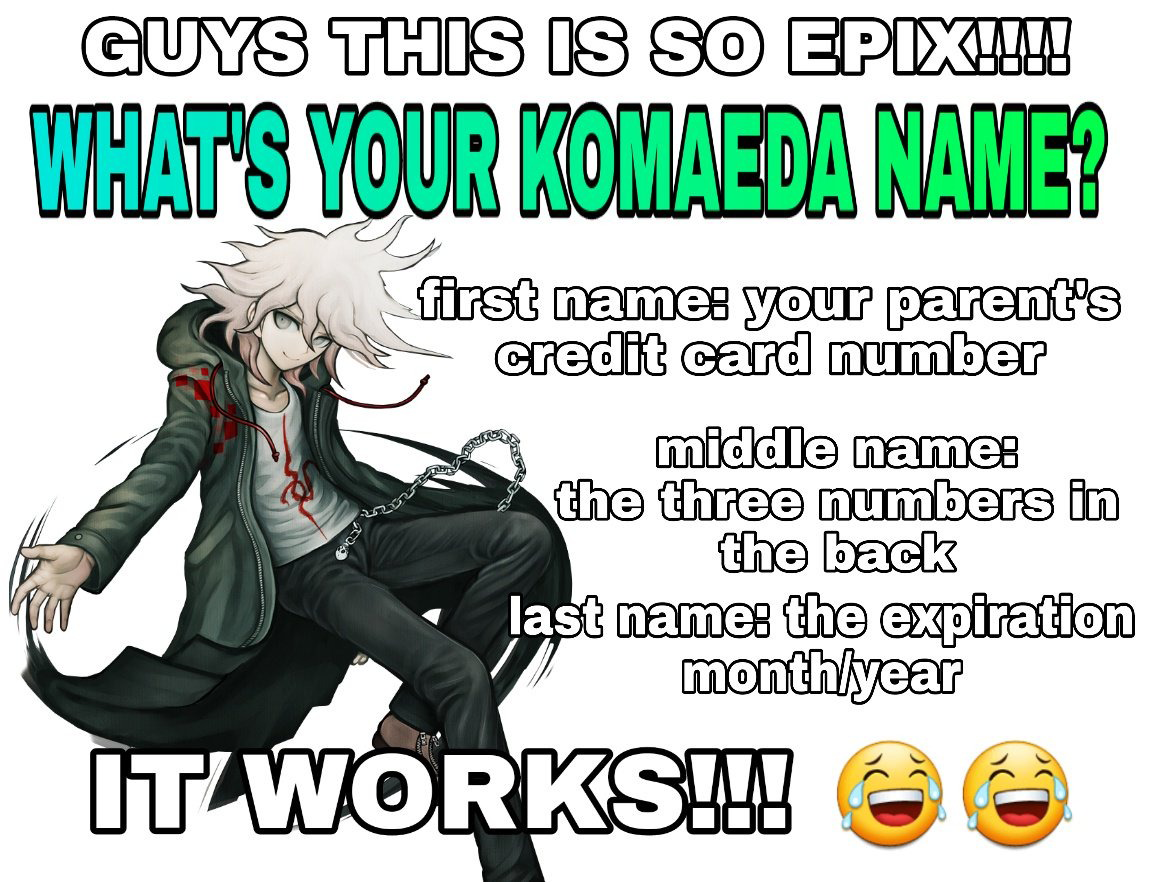 GUYS THIS IS SO EPIX!!!!
WHAT'S YOUR KOMAEDA NAME?
first name: your parent's
credit card number
middle name:
the three numbers in
the back
last name: the expiration
month/year
IT WORKS!!! 😂😂